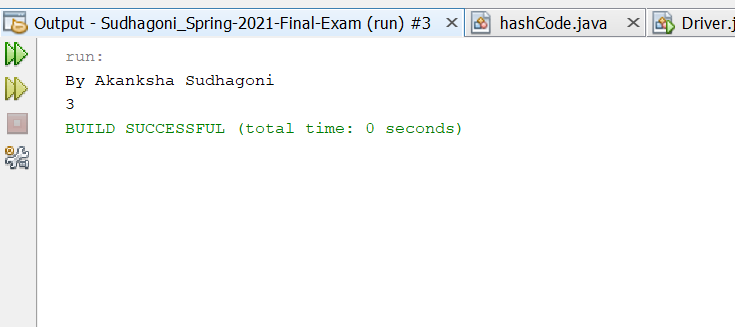 Output - Sudhagoni_Spring-2021-Final-Exam (run) #3 hashCode.java Driver.j
run:
By Akanksha Sudhagoni
3
BUILD SUCCESSFUL (total time: 0 seconds)